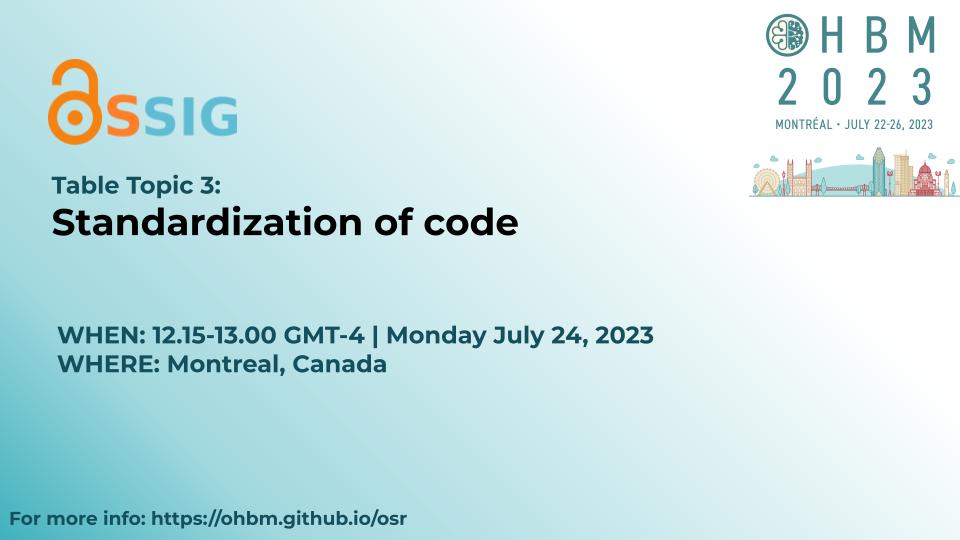 OHBM
2023
MONTRÉAL • JULY 22-26, 2023
OSSIG
Table Topic 3:
Standardization of code
WHEN: 12.15-13.00 GMT-4 | Monday July 24, 2023
WHERE: Montreal, Canada
For more info: https://ohbm.github.io/osr